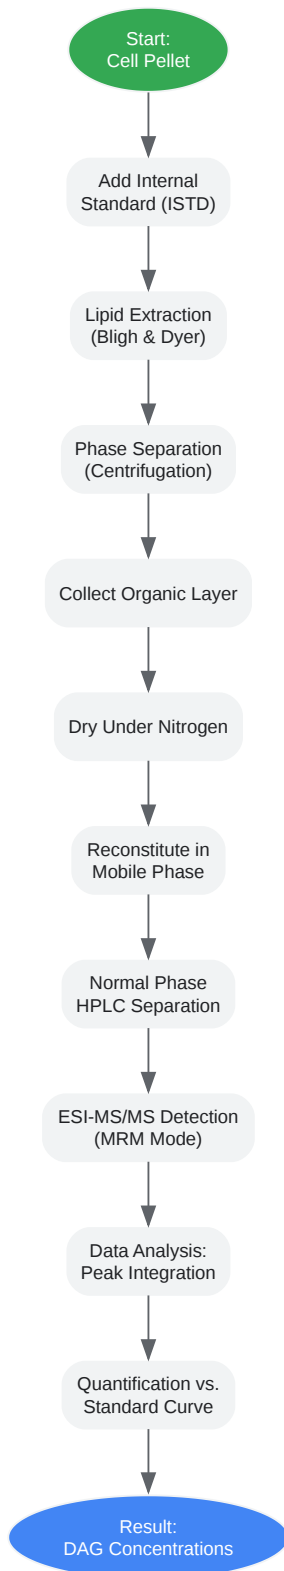 Start:
Cell Pellet
Add Internal
Standard (ISTD)
Lipid Extraction
(Bligh & Dyer)
Phase Separation
(Centrifugation)
Collect Organic Layer
Dry Under Nitrogen
Reconstitute in
Mobile Phase
Normal Phase
HPLC Separation
ESI-MS/MS Detection
(MRM Mode)
Data Analysis:
Peak Integration
Quantification vs.
Standard Curve
Result:
DAG Concentrations